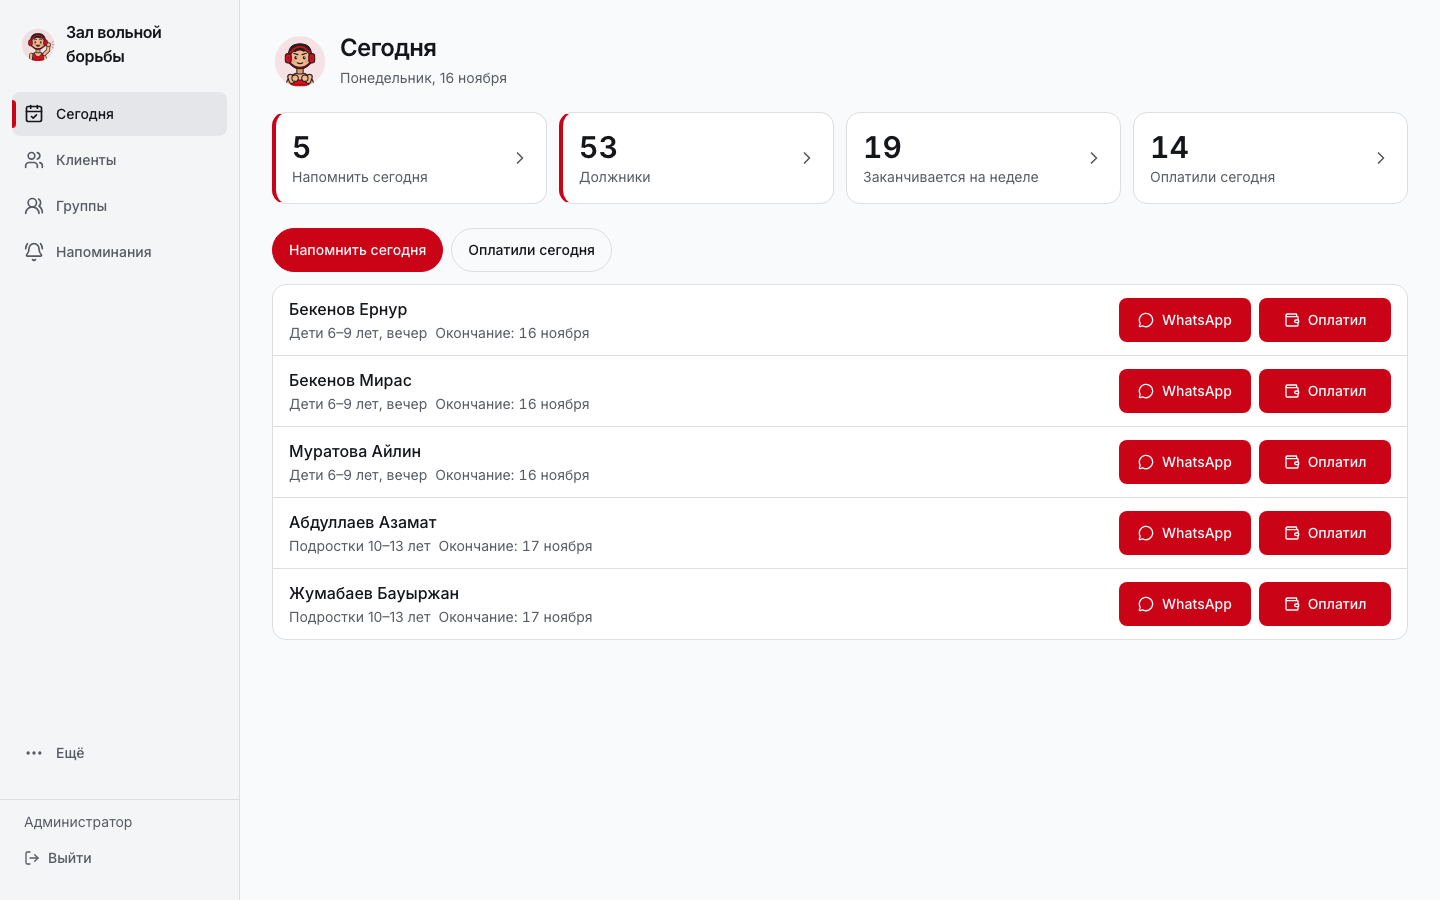 Зал вольной
борьбы
Сегодня
Клиенты
Группы
Напоминания
Ещё
Администратор
Выйти
Сегодня
Понедельник, 16 ноября
5
Напомнить сегодня
53
Должники
19
Заканчивается на неделе
14
Оплатили сегодня
Напомнить сегодня
Оплатили сегодня
Бекенов Ернур
Дети 6–9 лет, вечер Окончание: 16 ноября
WhatsApp
Оплатил
Бекенов Мирас
Дети 6–9 лет, вечер Окончание: 16 ноября
WhatsApp
Оплатил
Муратова Айлин
Дети 6–9 лет, вечер Окончание: 16 ноября
WhatsApp
Оплатил
Абдуллаев Азамат
Подростки 10–13 лет Окончание: 17 ноября
WhatsApp
Оплатил
Жумабаев Бауыржан
Подростки 10–13 лет Окончание: 17 ноября
WhatsApp
Оплатил